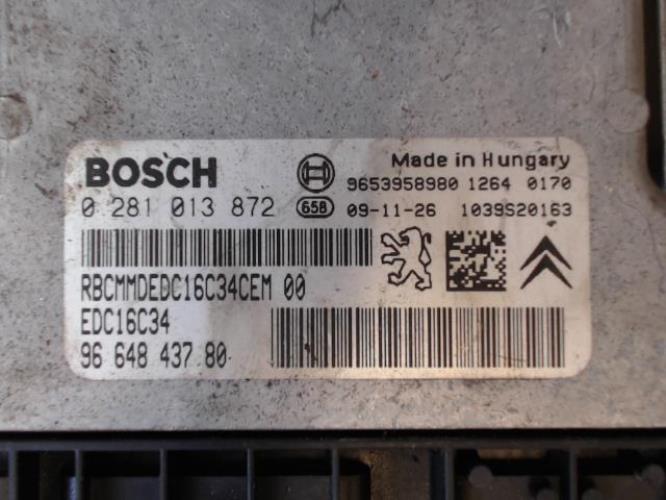 BOSCH
Made in Hungary
9653958980 1264 0170
0 281 013 872 658 09-11-26 1039S20163
RBCMMDEDC16C34CEM 00
EDC16C34
96 648 437 80